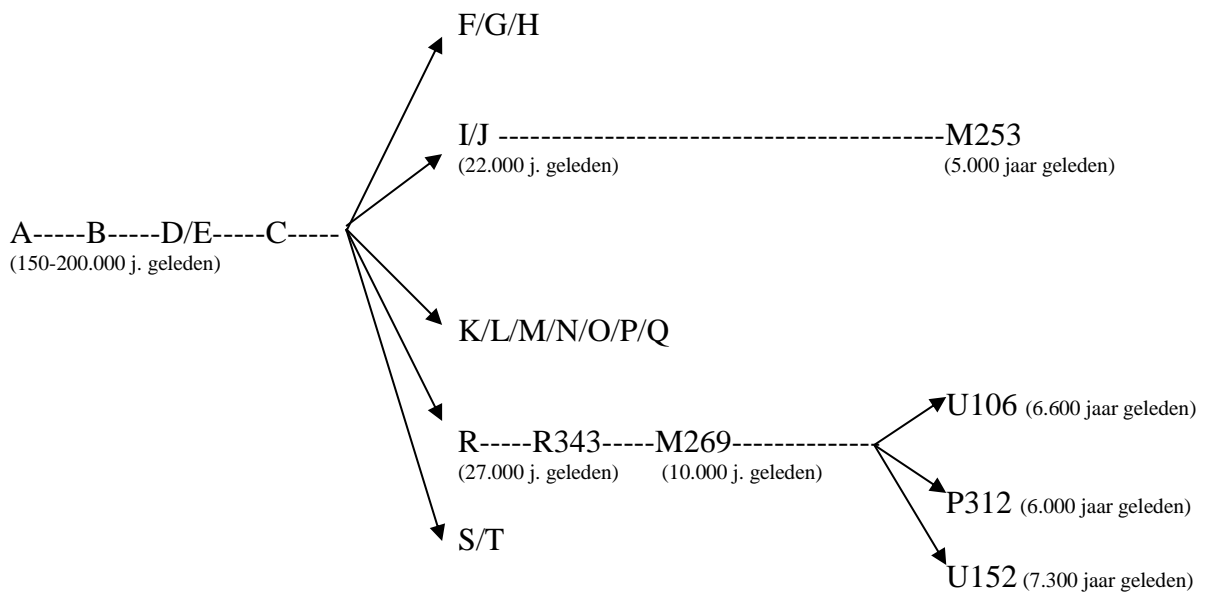 F/G/H
I/J -----------------------------------------M253
(22.000 j. geleden) (5.000 jaar geleden)
A-----B-----D/E-----C-----
(150-200.000 j. geleden)
K/L/M/N/O/P/Q
U106 (6.600 jaar geleden)
R-----R343-----M269-------------
(27.000 j. geleden) (10.000 j. geleden)
P312 (6.000 jaar geleden)
S/T
U152 (7.300 jaar geleden)